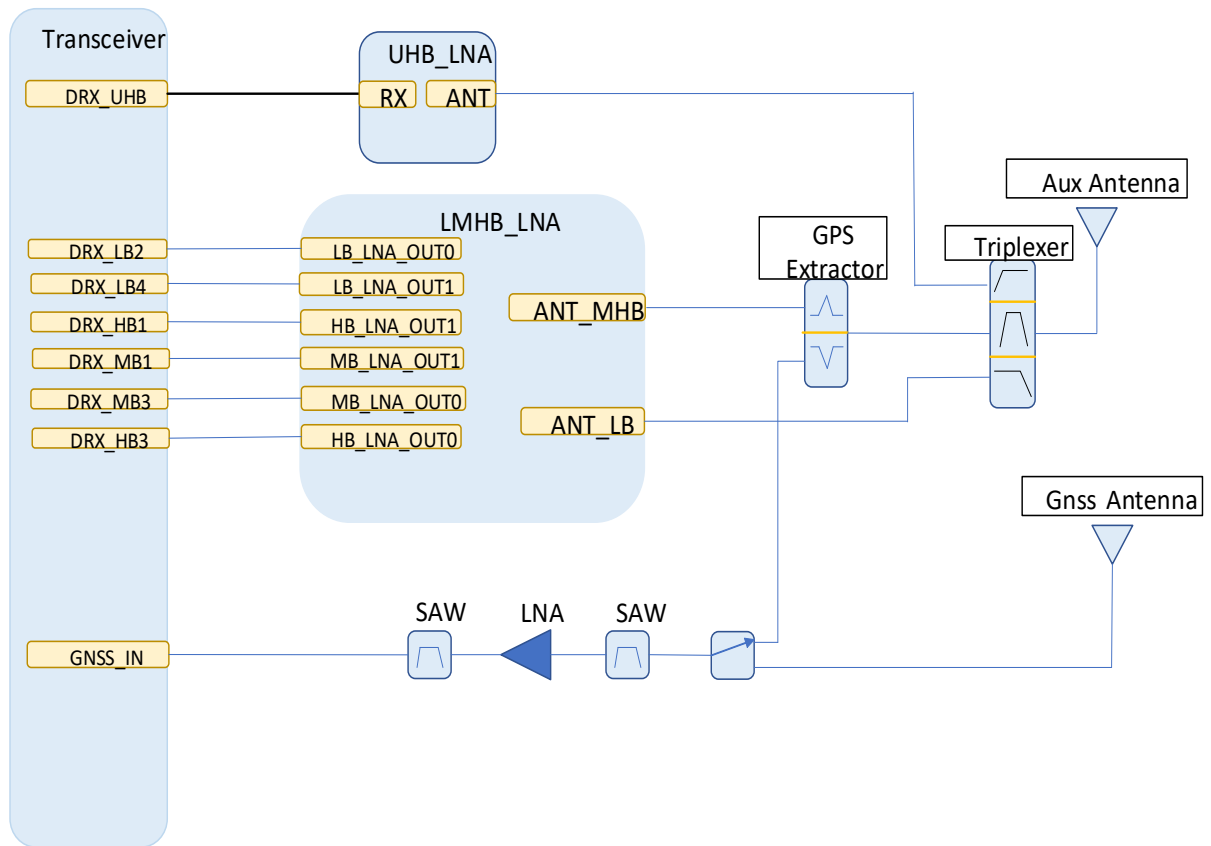 Transceiver
UHB_LNA
DRX_UHB
RX
ANT
Aux Antenna
LMHB_LNA
GPS
Extractor
Triplexer
DRX_LB2
LB_LNA_OUT0
DRX_LB4
LB_LNA_OUT1
ANT_MHB
DRX_HB1
HB_LNA_OUT1
DRX_MB1
MB_LNA_OUT1
DRX_MB3
MB_LNA_OUT0
ANT_LB
DRX_HB3
HB_LNA_OUT0
Gnss Antenna
SAW
LNA
SAW
GNSS_IN